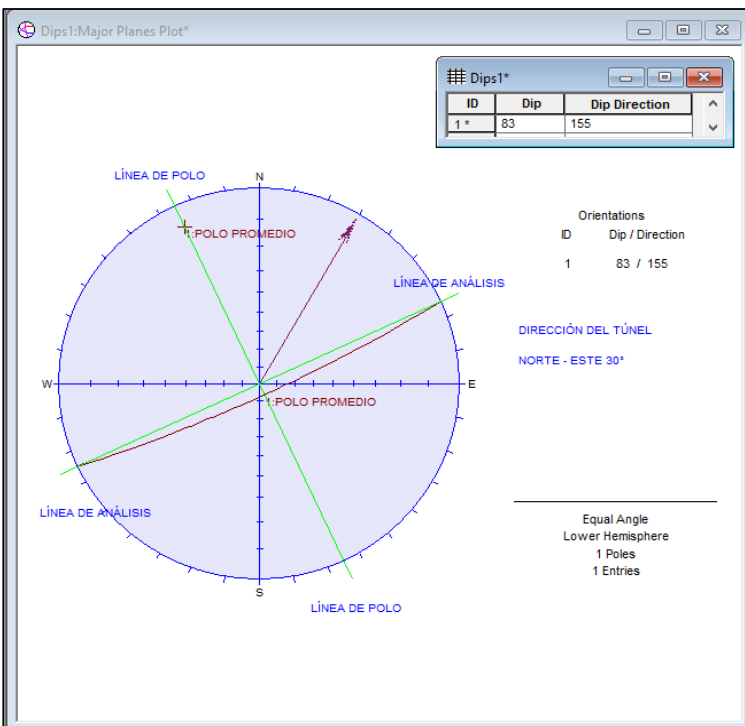 Dips1:Major Planes Plot*
Dips1*
ID Dip Dip Direction
1 * 83 155
LÍNEA DE POLO
N
1:POLO PROMEDIO
Orientations
ID Dip / Direction
1 83 / 155
LÍNEA DE ANÁLISIS
DIRECCIÓN DEL TÚNEL
NORTE - ESTE 30°
W
E
1:POLO PROMEDIO
LÍNEA DE ANÁLISIS
Equal Angle
Lower Hemisphere
1 Poles
1 Entries
S
LÍNEA DE POLO